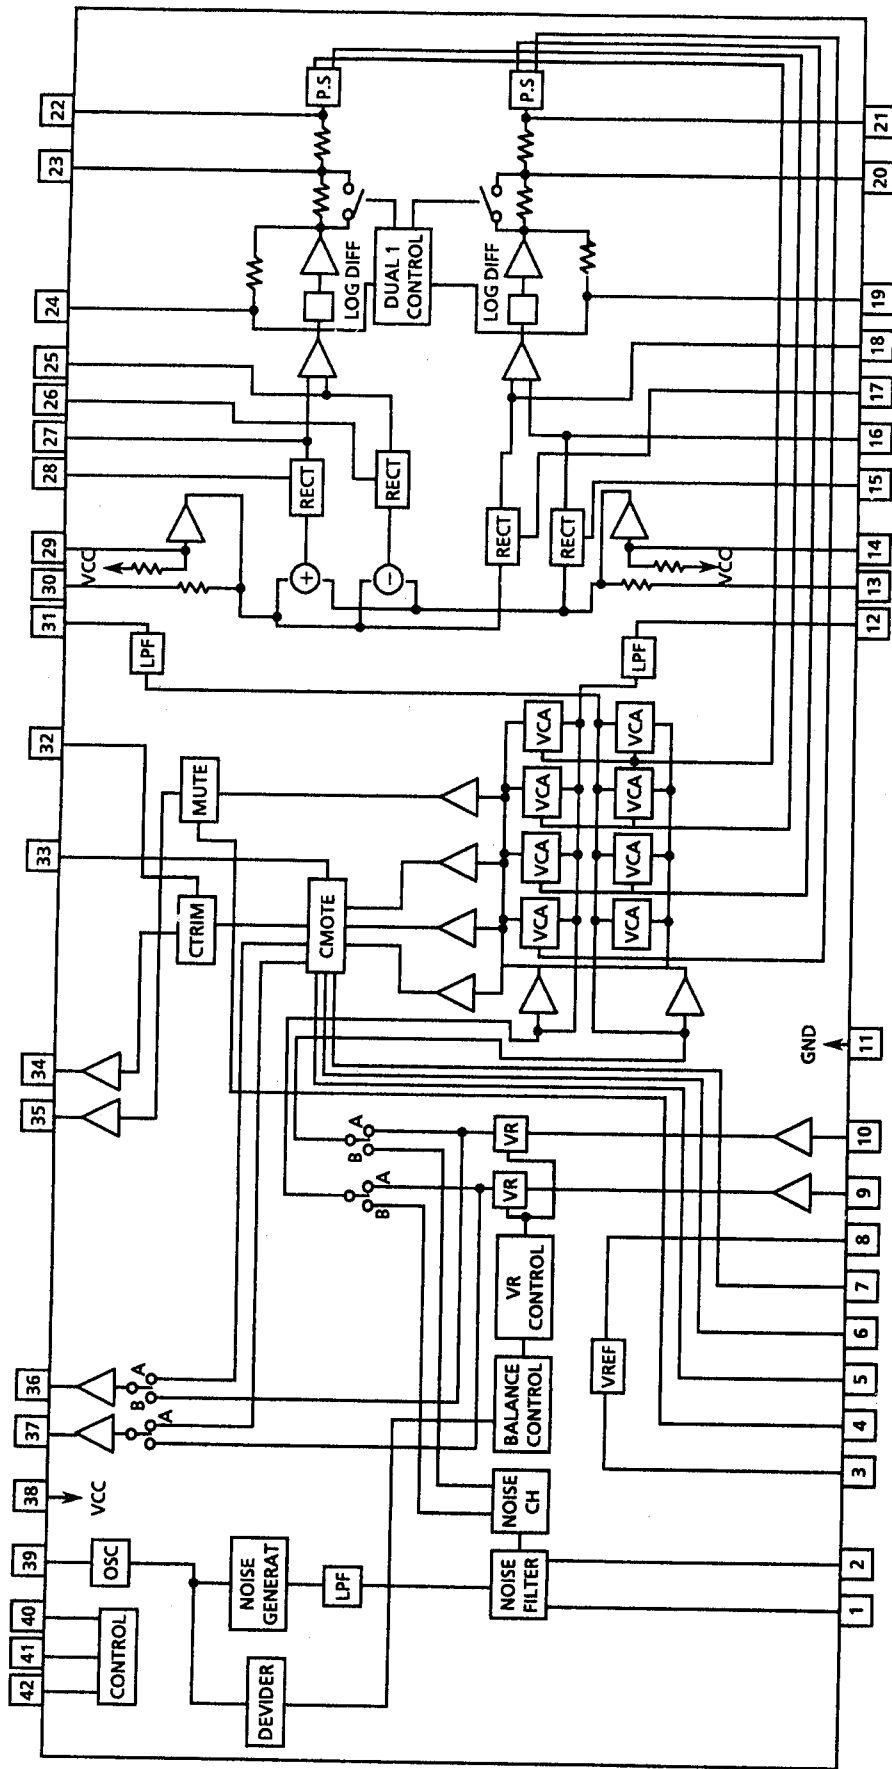 22
23
24
25
26
27
28
29
30
31
32
33
34
35
36
37
38
39
40
41
42
P.S
P.S
LOG DIFF
DUAL 1
CONTROL
LOG DIFF
RECT
RECT
RECT
RECT
VCC
VCC
+
−
LPF
LPF
MUTE
CTRIM
CMOTE
VCA
VCA
VCA
VCA
VCA
VCA
VCA
VCA
GND
A
B
A
B
VR
VR
VR
CONTROL
BALANCE
CONTROL
VREF
A
B
A
VCC
NOISE
CH
NOISE
FILTER
LPF
NOISE
GENERAT
OSC
CONTROL
DEVIDER
21
20
19
18
17
16
15
14
13
12
11
10
9
8
7
6
5
4
3
2
1